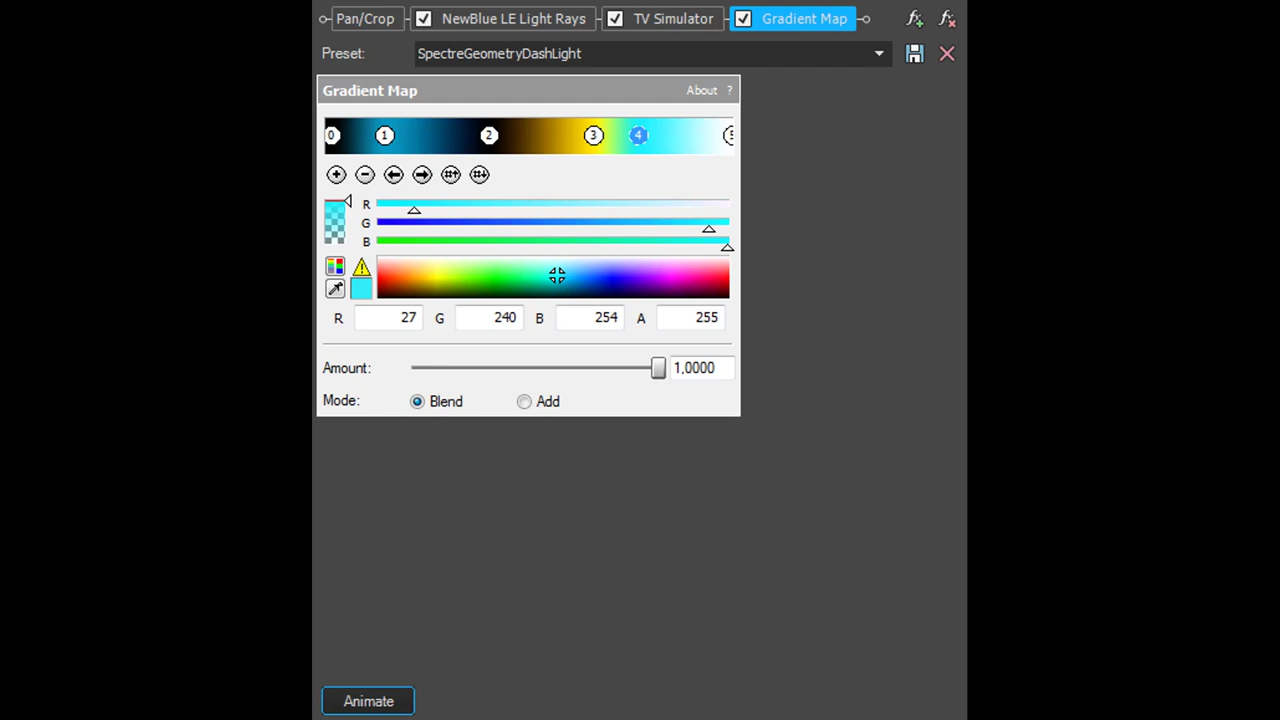 Pan/Crop NewBlue LE Light Rays TV Simulator Gradient Map
Preset: SpectreGeometryDashLight
Gradient Map About ?
0 1 2 3 4 5
R
G
B
R 27 G 240 B 254 A 255
Amount: 1,0000
Mode: Blend Add
Animate